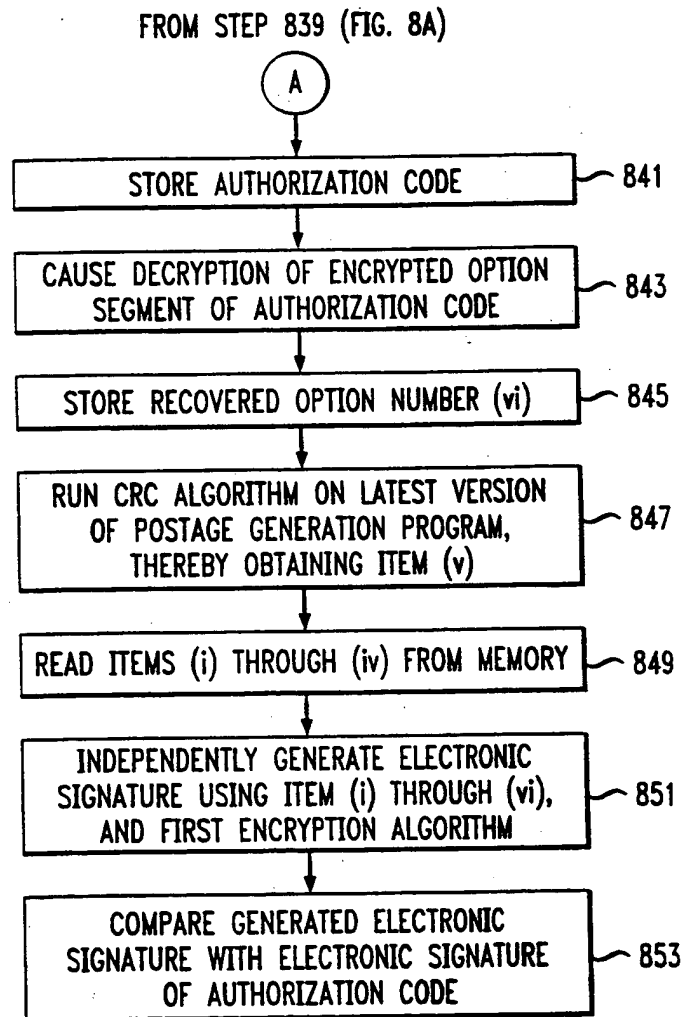 FROM STEP 839 (FIG. 8A)
A
STORE AUTHORIZATION CODE
841
CAUSE DECRYPTION OF ENCRYPTED OPTION
SEGMENT OF AUTHORIZATION CODE
843
STORE RECOVERED OPTION NUMBER (vi)
845
RUN CRC ALGORITHM ON LATEST VERSION
OF POSTAGE GENERATION PROGRAM,
THEREBY OBTAINING ITEM (v)
847
READ ITEMS (i) THROUGH (iv) FROM MEMORY
849
INDEPENDENTLY GENERATE ELECTRONIC
SIGNATURE USING ITEM (i) THROUGH (vi),
AND FIRST ENCRYPTION ALGORITHM
851
COMPARE GENERATED ELECTRONIC
SIGNATURE WITH ELECTRONIC SIGNATURE
OF AUTHORIZATION CODE
853